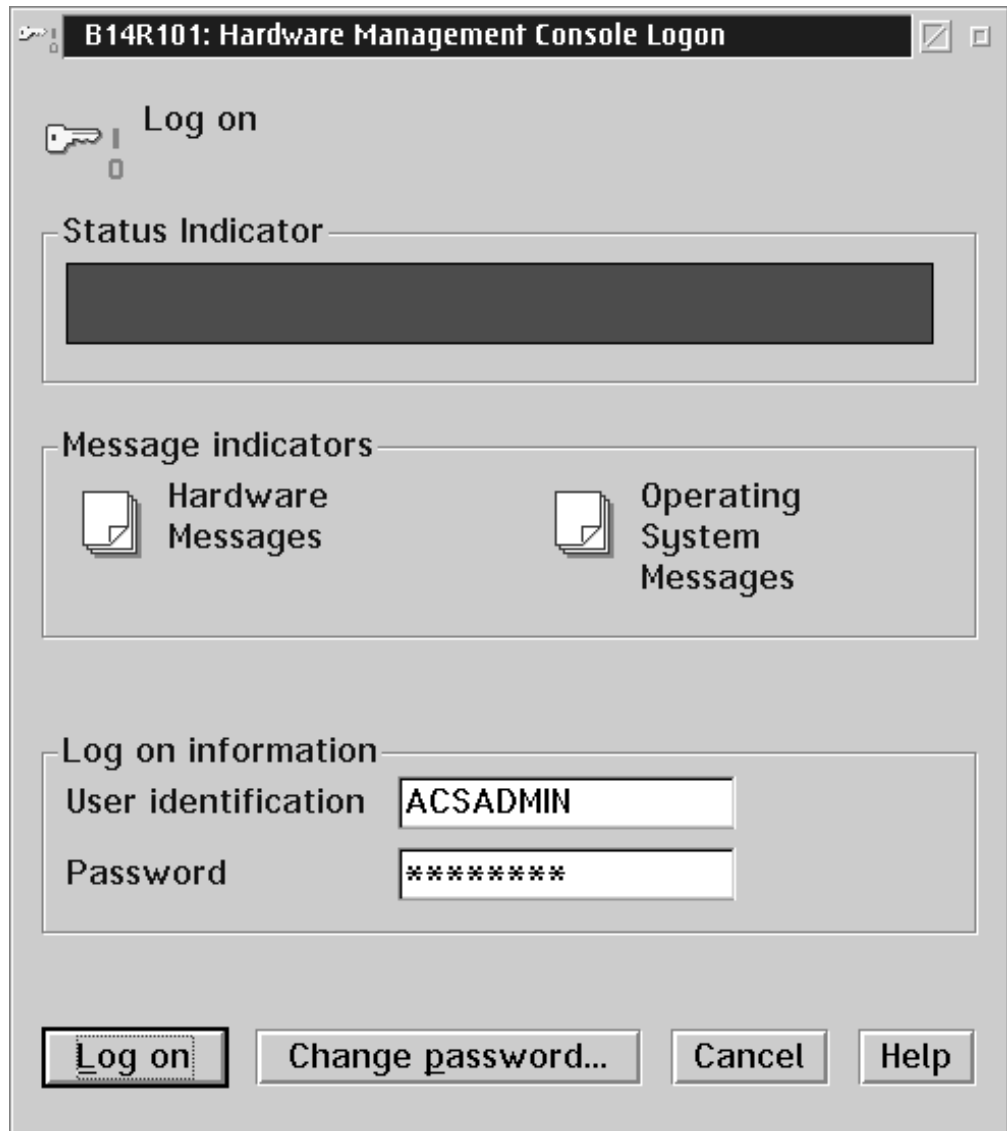 B14R101: Hardware Management Console Logon
Log on
Status Indicator
Message indicators
Hardware
Messages
Operating
System
Messages
Log on information
User identification ACSADMIN
Password ********
Log on Change password... Cancel Help